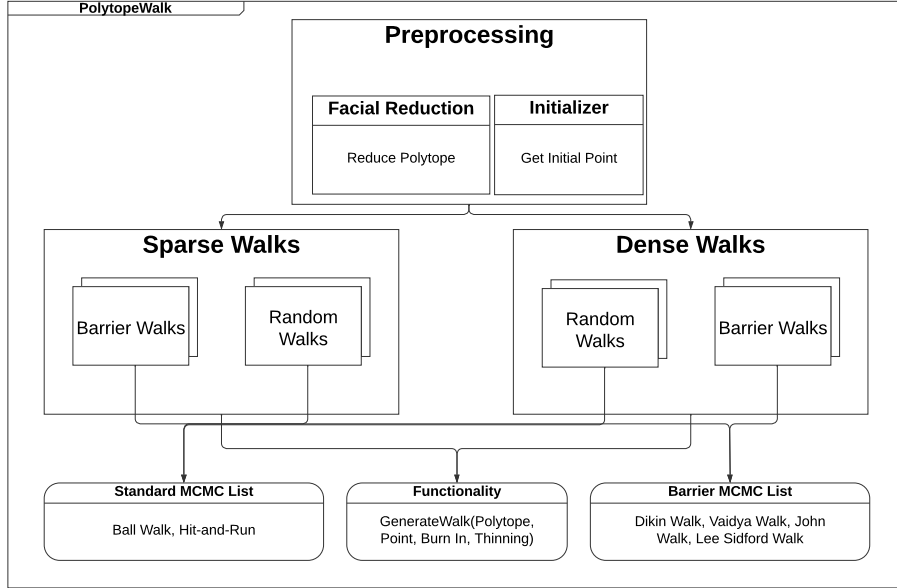 PolytopeWalk
Preprocessing
Facial Reduction
Reduce Polytope
Initializer
Get Initial Point
Sparse Walks
Barrier Walks
Random
Walks
Dense Walks
Random
Walks
Barrier Walks
Standard MCMC List
Ball Walk, Hit-and-Run
Functionality
GenerateWalk(Polytope,
Point, Burn In, Thinning)
Barrier MCMC List
Dikin Walk, Vaidya Walk, John
Walk, Lee Sidford Walk